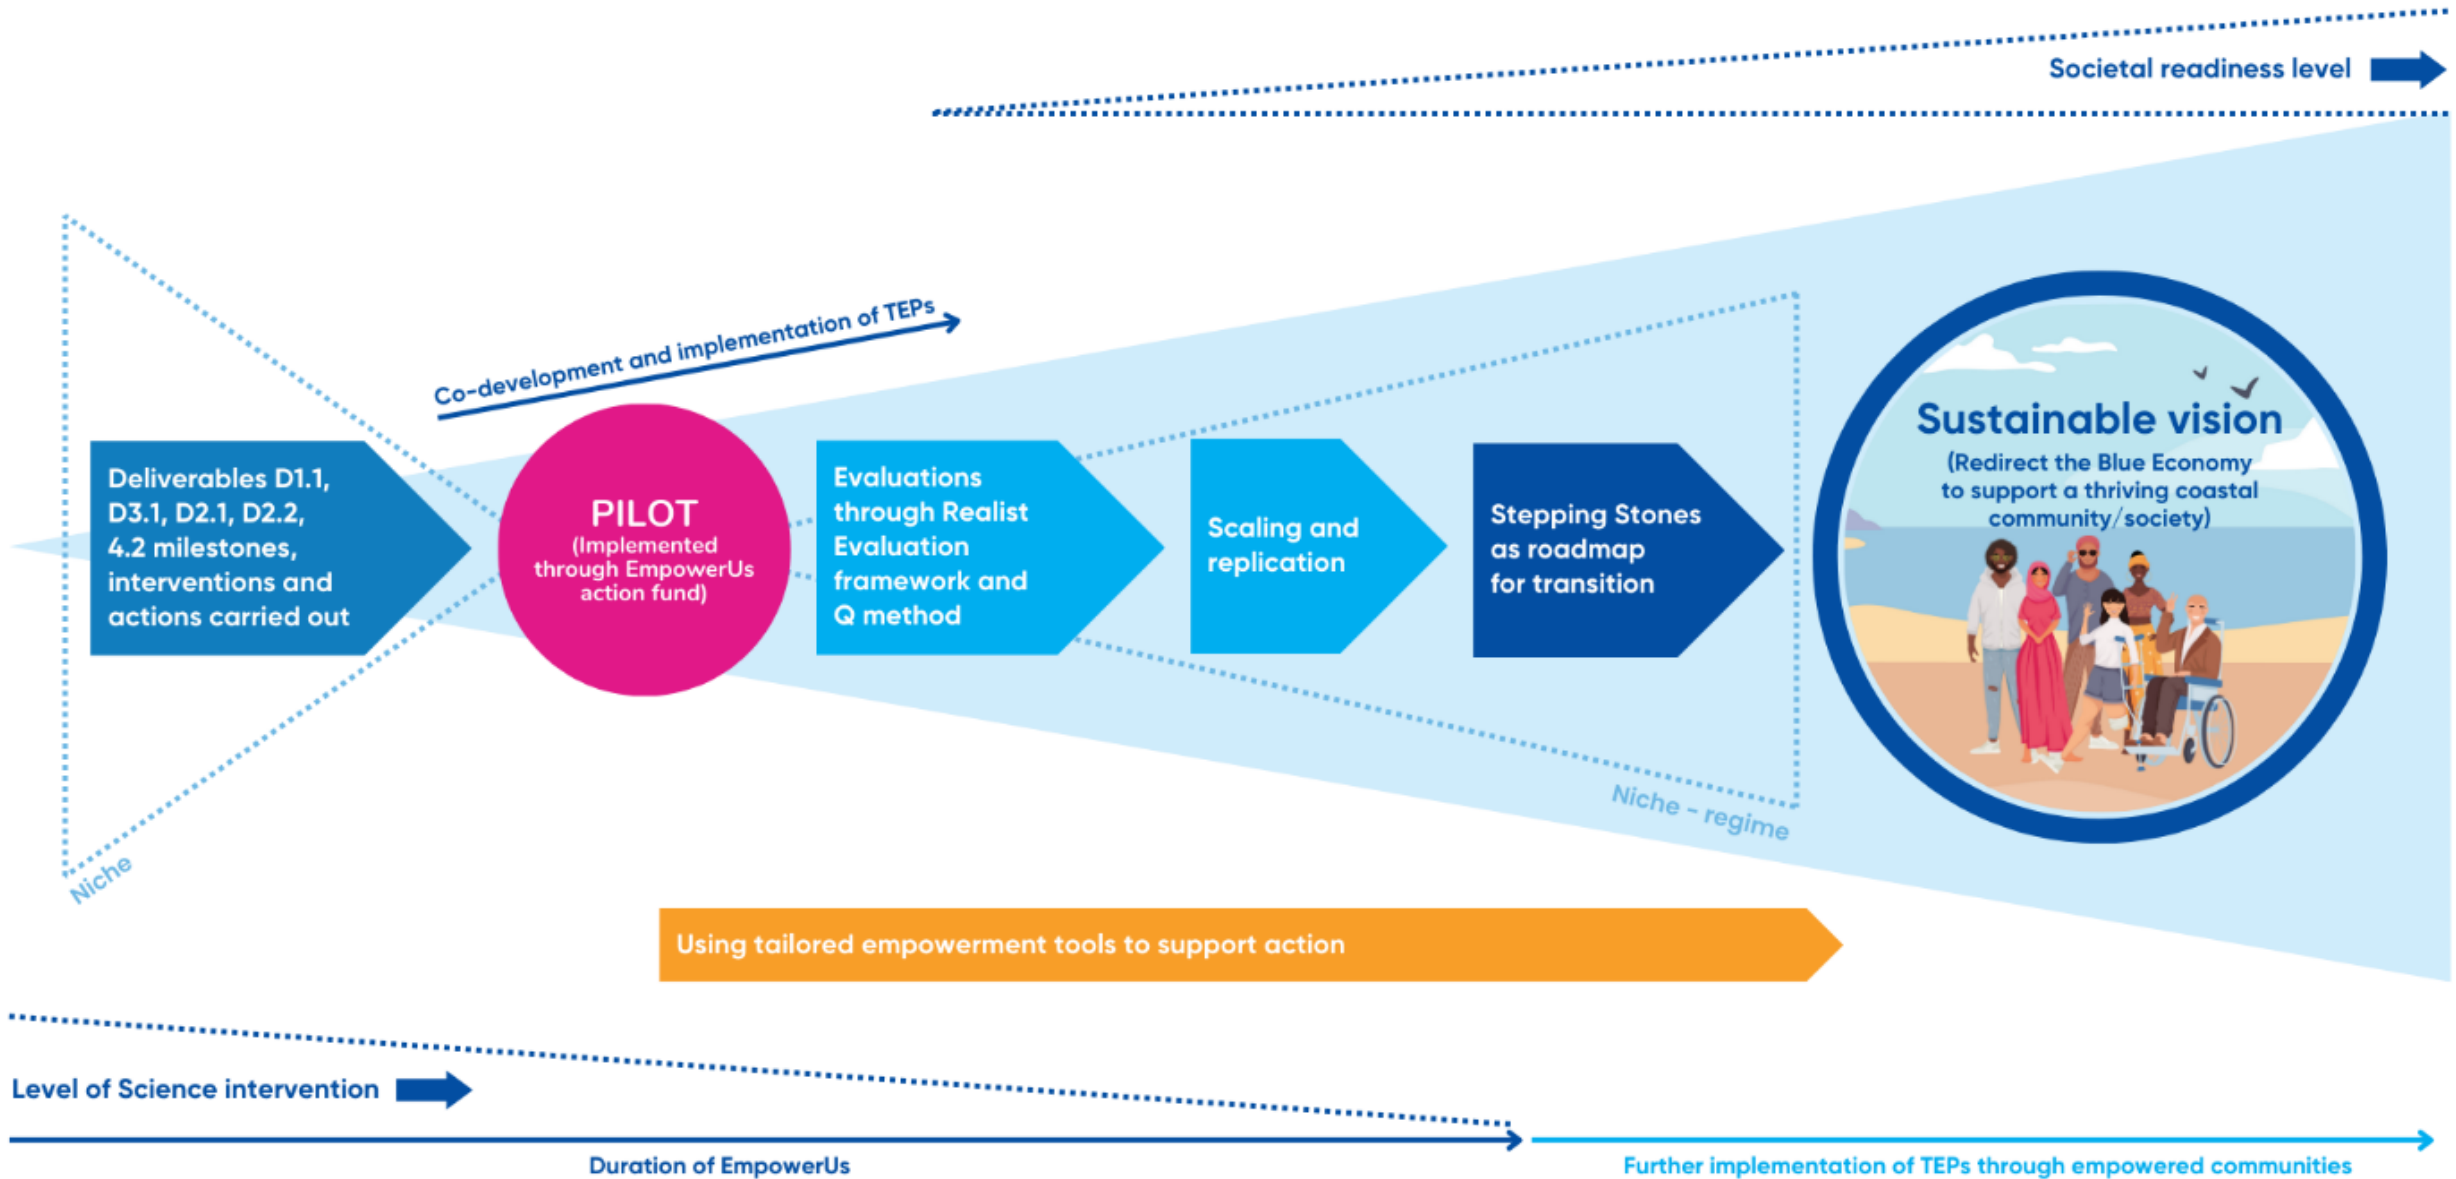 Societal readiness level
Co-development and implementation of TEPs
Deliverables D1.1,
D3.1, D2.1, D2.2,
4.2 milestones,
interventions and
actions carried out
PILOT
(Implemented
through EmpowerUs
action fund)
Evaluations
through Realist
Evaluation
framework and
Q method
Scaling and
replication
Stepping Stones
as roadmap
for transition
Sustainable vision
(Redirect the Blue Economy
to support a thriving coastal
community/society)
Niche - regime
Niche
Using tailored empowerment tools to support action
Level of Science intervention
Duration of EmpowerUs
Further implementation of TEPs through empowered communities